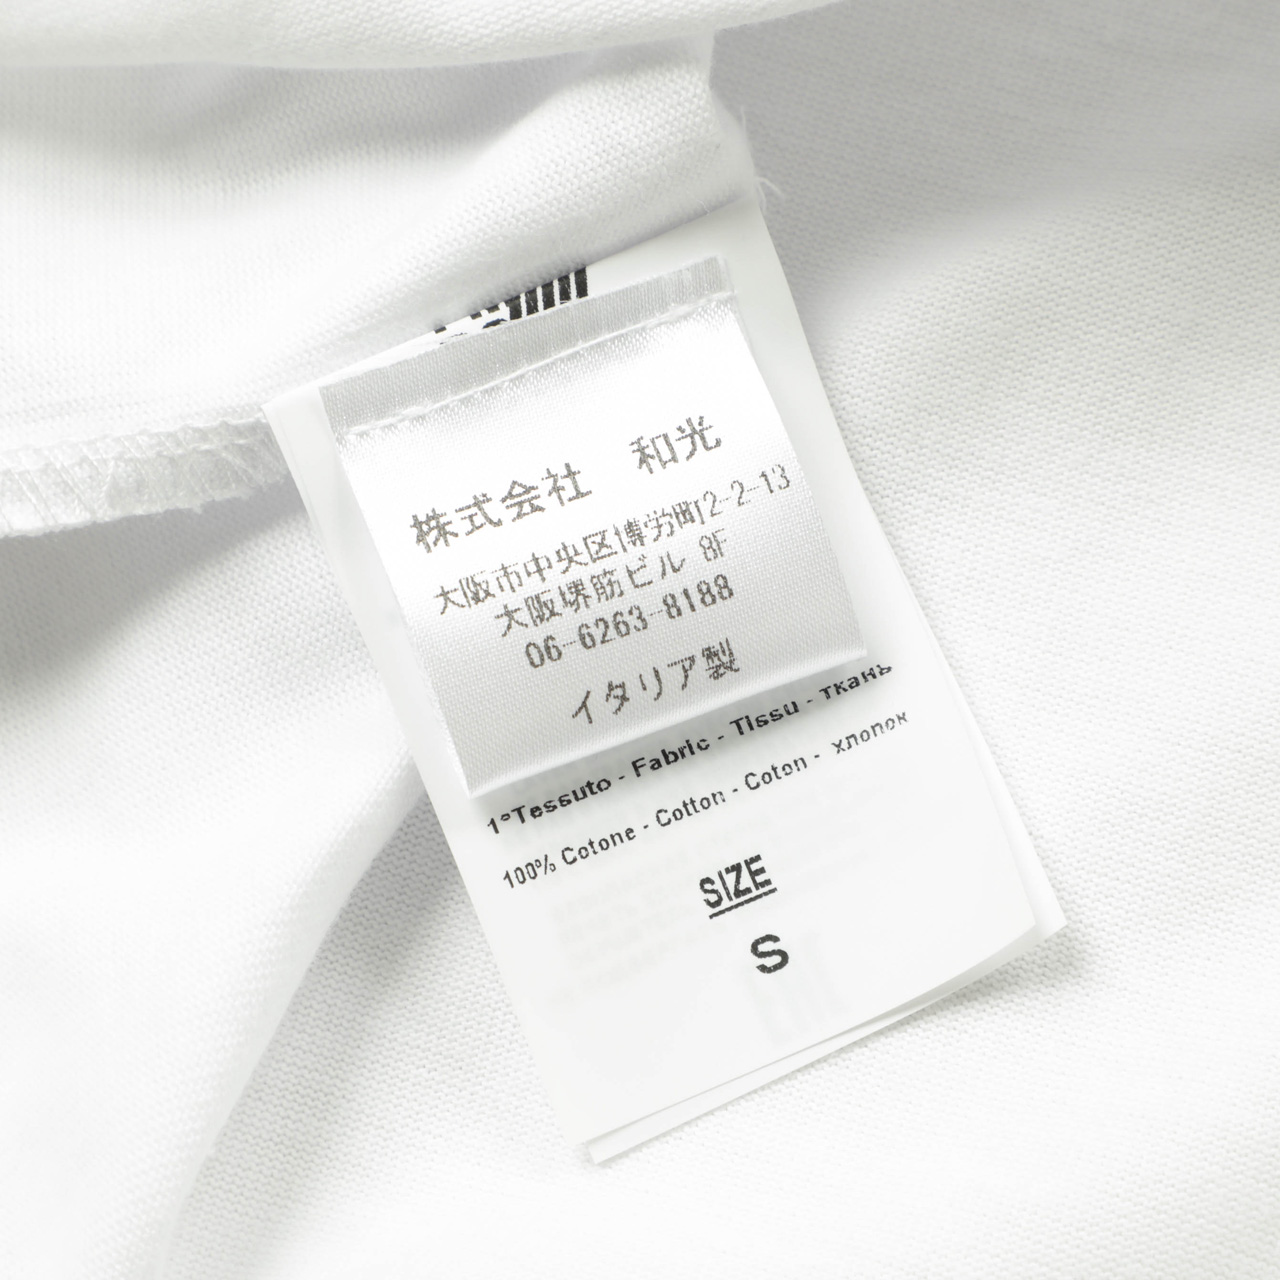 株式会社 和光
大阪市中央区博労町2-2-13
大阪堺筋ビル 8F
06-6263-8188
イタリア製
1°Tessuto - Fabric - Tissu - ткань
100% Cotone - Cotton - Coton - хлопок
SIZE
S